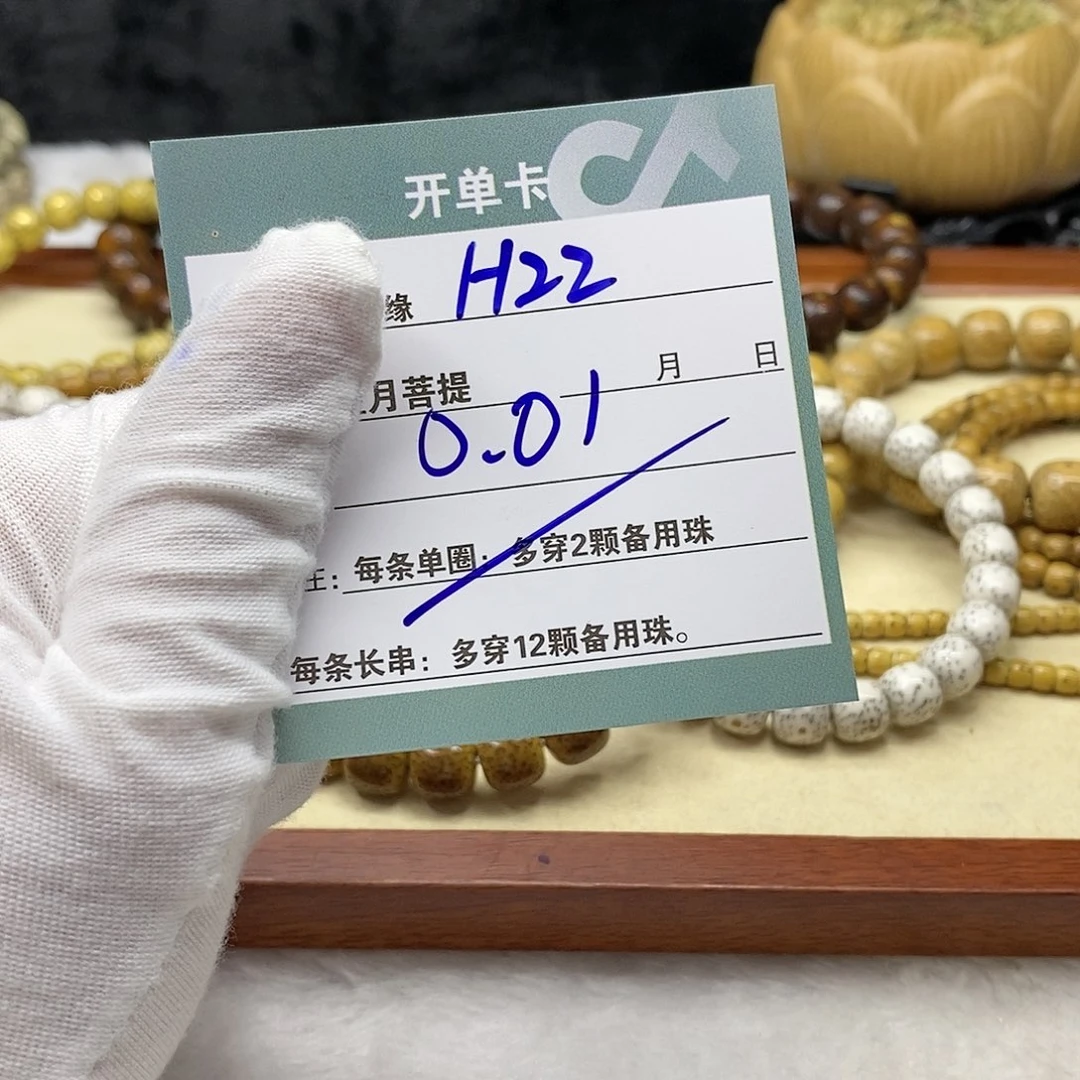 开单卡
缘 H22
月菩提 月 日
0.01
每条单圈：多穿2颗备用珠
每条长串：多穿12颗备用珠。